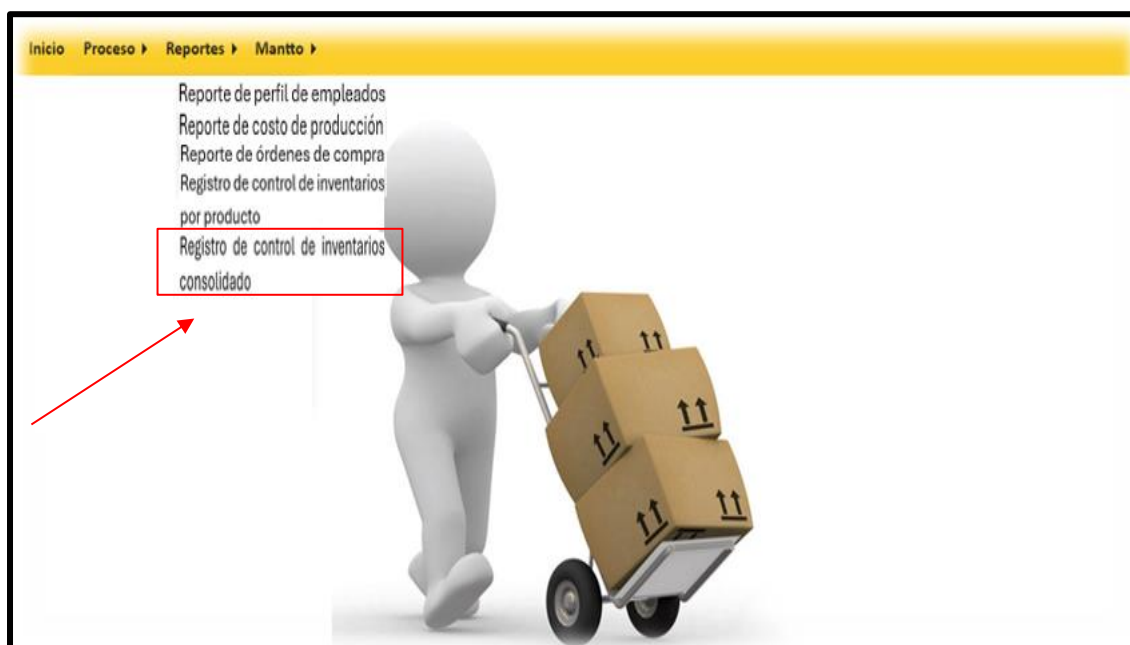 Inicio Proceso Reportes Mantto
Reporte de perfil de empleados
Reporte de costo de producción
Reporte de órdenes de compra
Registro de control de inventarios
por producto
Registro de control de inventarios
consolidado